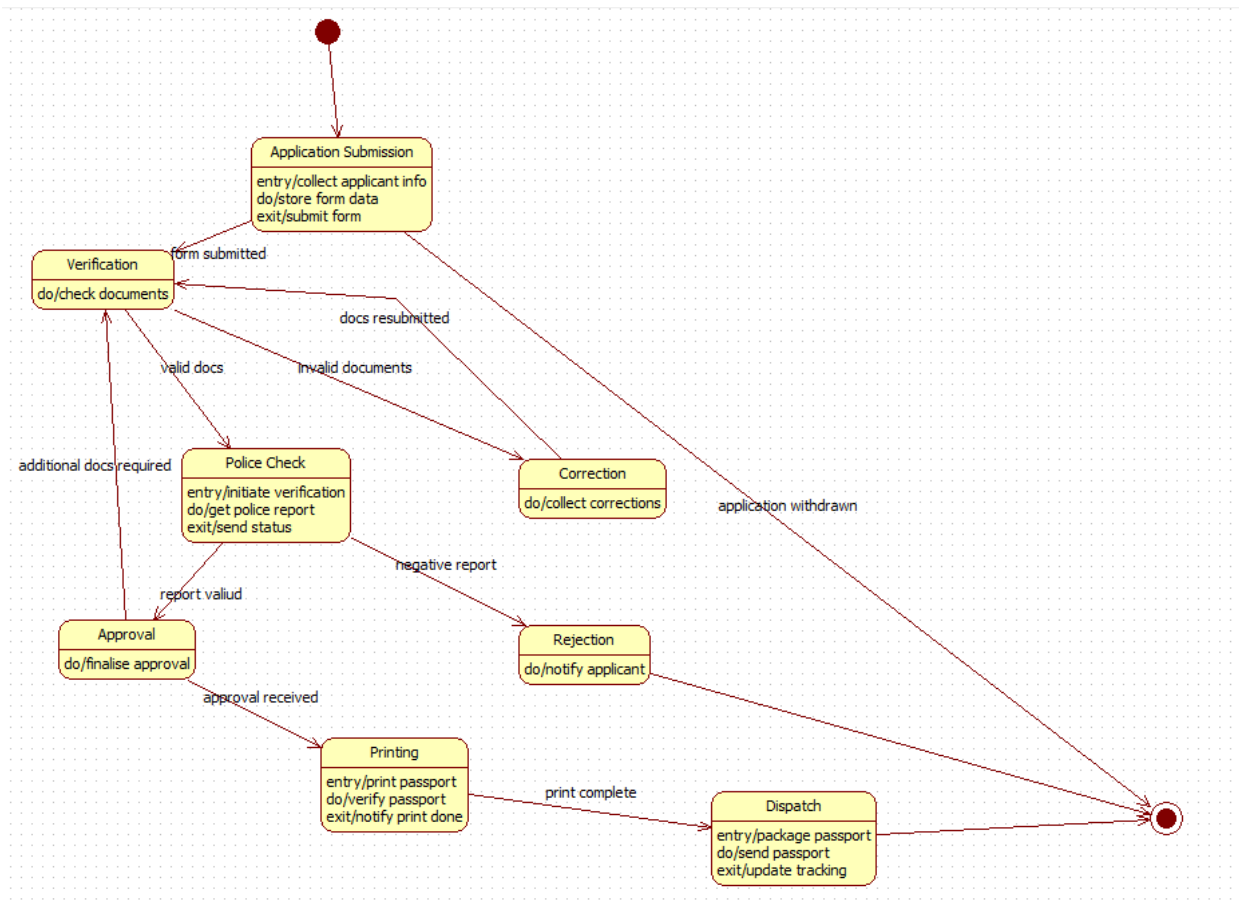 Application Submission
entry/collect applicant info
do/store form data
exit/submit form
form submitted
Verification
do/check documents
docs resubmitted
valid docs
invalid documents
additional docs required
Police Check
entry/initiate verification
do/get police report
exit/send status
Correction
do/collect corrections
application withdrawn
negative report
report valiud
Approval
do/finalise approval
Rejection
do/notify applicant
approval received
Printing
entry/print passport
do/verify passport
exit/notify print done
print complete
Dispatch
entry/package passport
do/send passport
exit/update tracking